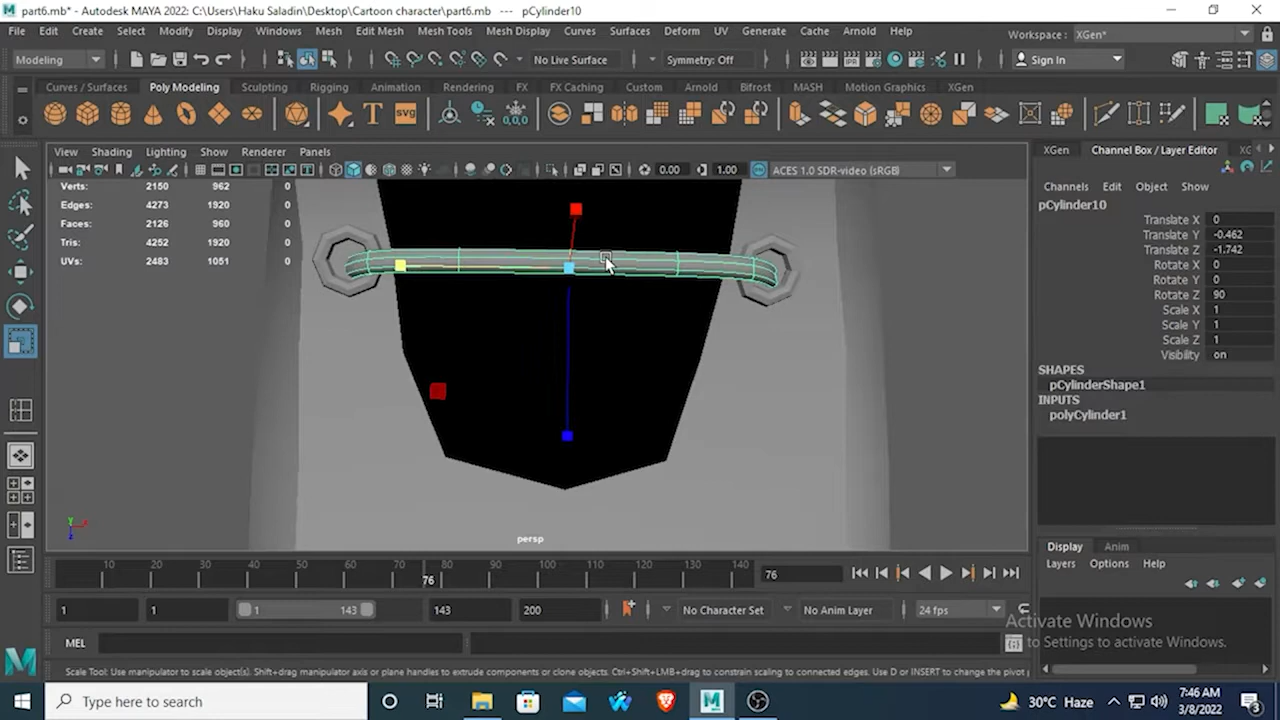 part6.mb* - Autodesk MAYA 2022: C:\Users\Haku Saladin\Desktop\Cartoon character\part6.mb --- pCylinder10
File Edit Create Select Modify Display Windows Mesh Edit Mesh Mesh Tools Mesh Display Curves Surfaces Deform UV Generate Cache Arnold Help
Workspace : XGen*
Modeling
No Live Surface
Symmetry: Off
Sign In
Curves / Surfaces Poly Modeling Sculpting Rigging Animation Rendering FX FX Caching Custom Arnold Bifrost MASH Motion Graphics XGen
View Shading Lighting Show Renderer Panels
0.00 1.00 ACES 1.0 SDR-video (sRGB)
Verts: 2150 962 0
Edges: 4273 1920 0
Faces: 2126 960 0
Tris: 4252 1920 0
UVs: 2483 1051 0
persp
XGen Channel Box / Layer Editor XG
Channels Edit Object Show
pCylinder10
Translate X 0
Translate Y -0.462
Translate Z -1.742
Rotate X 0
Rotate Y 0
Rotate Z 90
Scale X 1
Scale Y 1
Scale Z 1
Visibility on
SHAPES
pCylinderShape1
INPUTS
polyCylinder1
Display Anim
Layers Options Help
10 20 30 40 50 60 70 80 90 100 110 120 130 140
76
76
1 1 1 143 143 200
No Character Set
No Anim Layer
24 fps
Activate Windows
to Settings to activate Windows.
MEL
Scale Tool: Use manipulator to scale object(s). Shift+drag manipulator axis or plane handles to extrude components or clone objects. Ctrl+Shift+LMB+drag to constrain scaling to connected edges. Use D or INSERT to change the pivot
Type here to search
30°C Haze
7:46 AM
3/8/2022
3